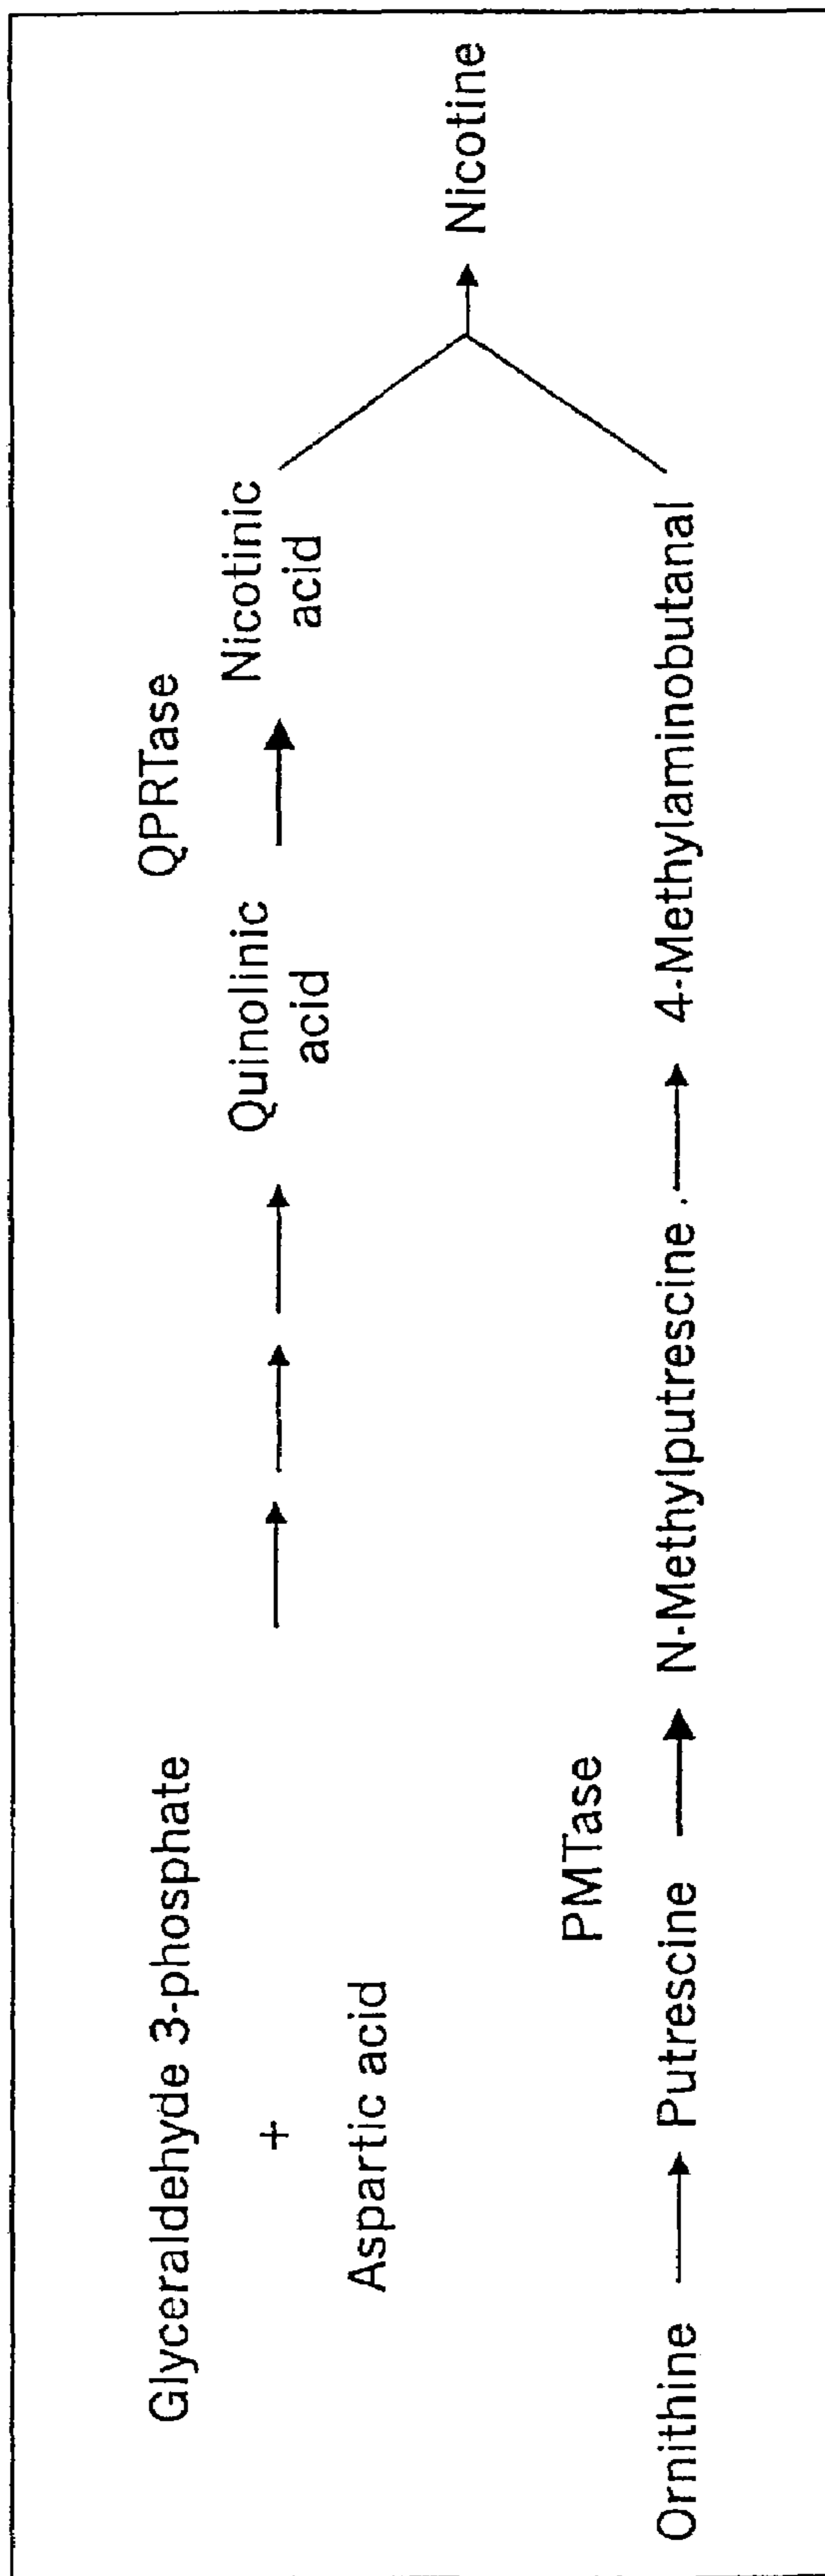 Glyceraldehyde 3-phosphate
+
Aspartic acid
Quinolinic
acid
QPRTase
Nicotinic
acid
Nicotine
Ornithine
Putrescine
PMTase
N-Methylputrescine
4-Methylaminobutanal